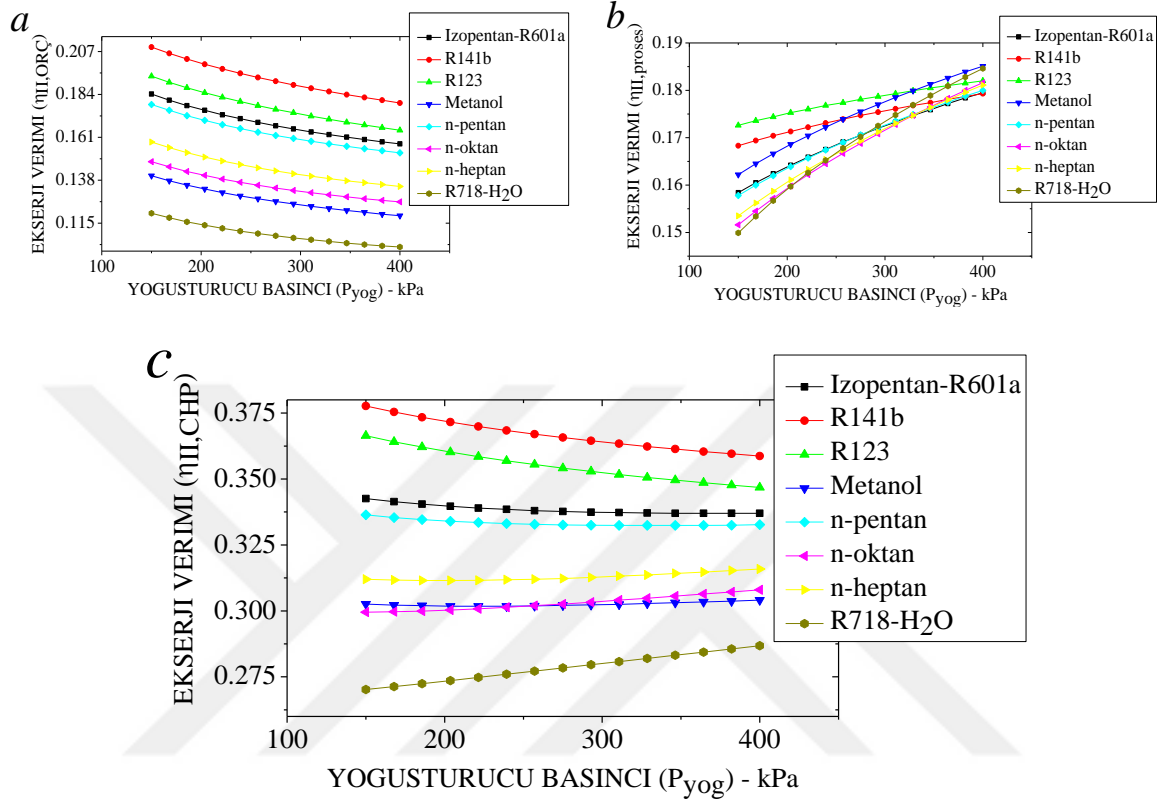 a
EKSERJİ VERİMİ (ηII,ORÇ)
0.207
0.184
0.161
0.138
0.115
100
200
300
400
YOGUSTURUCU BASINCI (Pyog) - kPa
Izopentan-R601a
R141b
R123
Metanol
n-pentan
n-oktan
n-heptan
R718-H2O
b
EKSERJİ VERİMİ (ηII,proses)
0.19
0.18
0.17
0.16
0.15
100
200
300
400
YOGUSTURUCU BASINCI (Pyog) - kPa
Izopentan-R601a
R141b
R123
Metanol
n-pentan
n-oktan
n-heptan
R718-H2O
c
EKSERJİ VERIMI (ηII,CHP)
0.375
0.350
0.325
0.300
0.275
100
200
300
400
YOGUSTURUCU BASINCI (Pyog) - kPa
Izopentan-R601a
R141b
R123
Metanol
n-pentan
n-oktan
n-heptan
R718-H2O